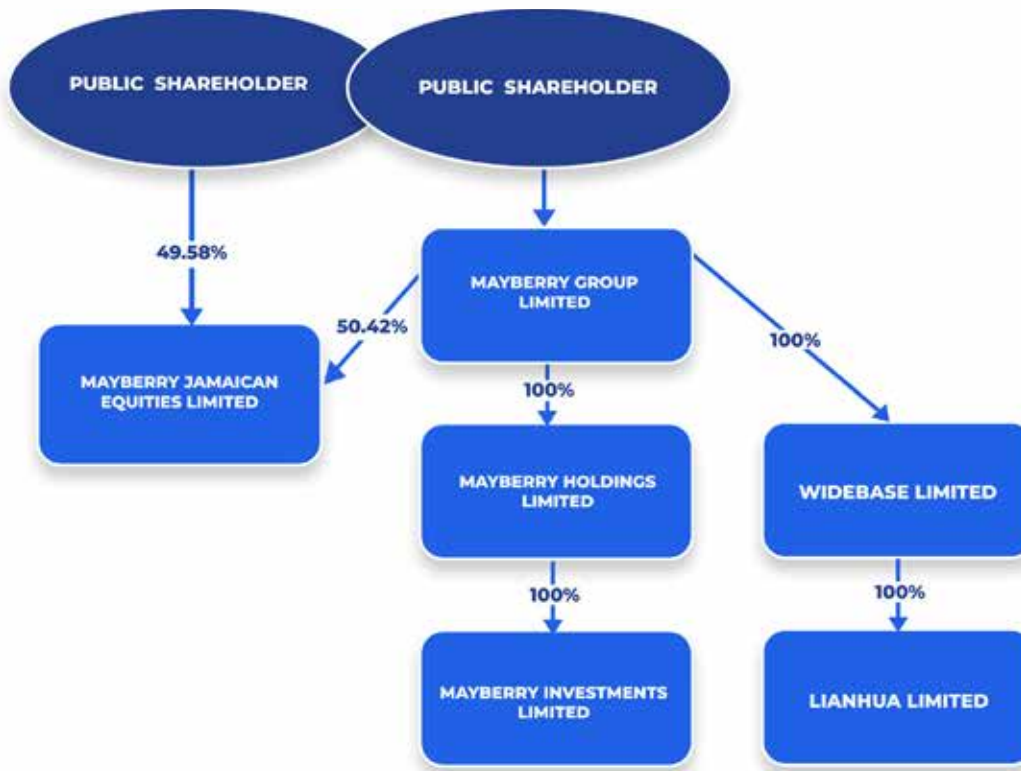 PUBLIC SHAREHOLDER
PUBLIC SHAREHOLDER
49.58%
MAYBERRY GROUP
LIMITED
50.42%
100%
100%
MAYBERRY JAMAICAN
EQUITIES LIMITED
MAYBERRY HOLDINGS
LIMITED
WIDEBASE LIMITED
100%
100%
MAYBERRY INVESTMENTS
LIMITED
LIANHUA LIMITED